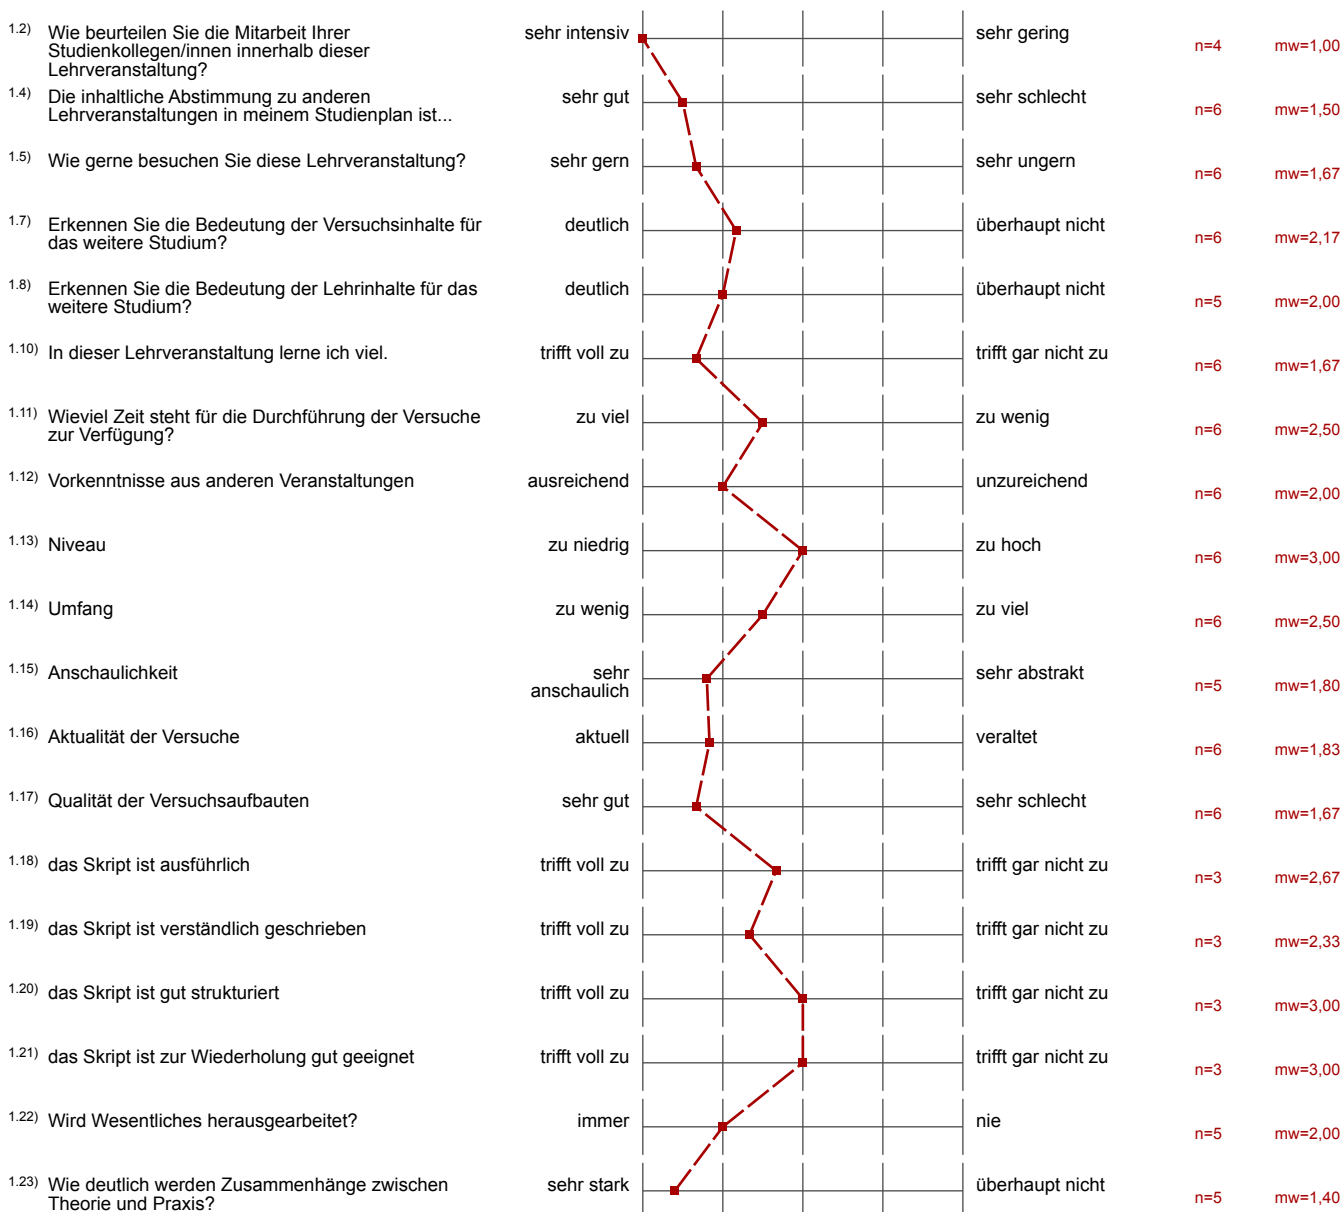 1.2) Wie beurteilen Sie die Mitarbeit Ihrer
Studienkollegen/innen innerhalb dieser
Lehrveranstaltung?
sehr intensiv
sehr gering
n=4
mw=1,00
1.4) Die inhaltliche Abstimmung zu anderen
Lehrveranstaltungen in meinem Studienplan ist...
sehr gut
sehr schlecht
n=6
mw=1,50
1.5) Wie gerne besuchen Sie diese Lehrveranstaltung?
sehr gern
sehr ungern
n=6
mw=1,67
1.7) Erkennen Sie die Bedeutung der Versuchsinhalte für
das weitere Studium?
deutlich
überhaupt nicht
n=6
mw=2,17
1.8) Erkennen Sie die Bedeutung der Lehrinhalte für das
weitere Studium?
deutlich
überhaupt nicht
n=5
mw=2,00
1.10) In dieser Lehrveranstaltung lerne ich viel.
trifft voll zu
trifft gar nicht zu
n=6
mw=1,67
1.11) Wieviel Zeit steht für die Durchführung der Versuche
zur Verfügung?
zu viel
zu wenig
n=6
mw=2,50
1.12) Vorkenntnisse aus anderen Veranstaltungen
ausreichend
unzureichend
n=6
mw=2,00
1.13) Niveau
zu niedrig
zu hoch
n=6
mw=3,00
1.14) Umfang
zu wenig
zu viel
n=6
mw=2,50
1.15) Anschaulichkeit
sehr
anschaulich
sehr abstrakt
n=5
mw=1,80
1.16) Aktualität der Versuche
aktuell
veraltet
n=6
mw=1,83
1.17) Qualität der Versuchsaufbauten
sehr gut
sehr schlecht
n=6
mw=1,67
1.18) das Skript ist ausführlich
trifft voll zu
trifft gar nicht zu
n=3
mw=2,67
1.19) das Skript ist verständlich geschrieben
trifft voll zu
trifft gar nicht zu
n=3
mw=2,33
1.20) das Skript ist gut strukturiert
trifft voll zu
trifft gar nicht zu
n=3
mw=3,00
1.21) das Skript ist zur Wiederholung gut geeignet
trifft voll zu
trifft gar nicht zu
n=3
mw=3,00
1.22) Wird Wesentliches herausgearbeitet?
immer
nie
n=5
mw=2,00
1.23) Wie deutlich werden Zusammenhänge zwischen
Theorie und Praxis?
sehr stark
überhaupt nicht
n=5
mw=1,40